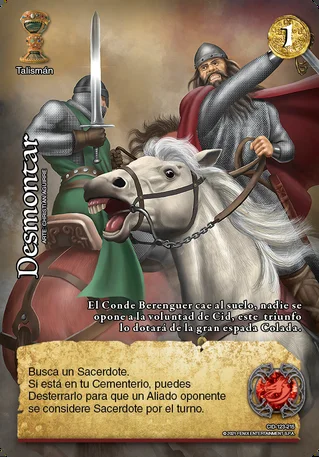 Talismán
1
Desmontar
ARTE: CHRISTIAN AGUIRRE
El Conde Berenguer cae al suelo, nadie se
opone a la voluntad de Cid, este triunfo
lo dotará de la gran espada Colada.
Busca un Sacerdote.
Si está en tu Cementerio, puedes
Desterrarlo para que un Aliado oponente
se considere Sacerdote por el turno.
CID-123-215
© 2021 FENIX ENTERTAINMENT S.P.A.